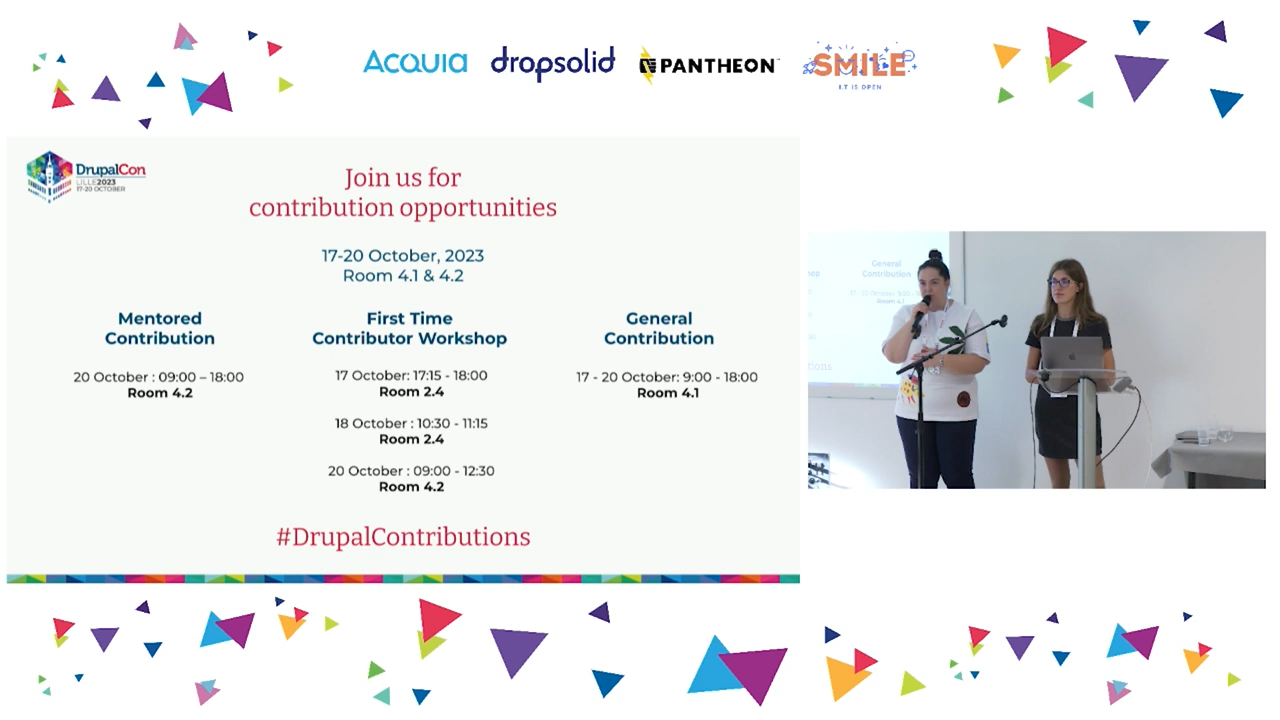 Acquia
dropsolid
PANTHEON
SMILE
I.T IS OPEN
DrupalCon
LILLE2023
17-20 OCTOBER
Join us for
contribution opportunities
17-20 October, 2023
Room 4.1 & 4.2
Mentored
Contribution
20 October : 09:00 – 18:00
Room 4.2
First Time
Contributor Workshop
17 October: 17:15 - 18:00
Room 2.4
18 October : 10:30 - 11:15
Room 2.4
20 October : 09:00 - 12:30
Room 4.2
General
Contribution
17 - 20 October: 9:00 - 18:00
Room 4.1
#DrupalContributions
General
Contribution
Room 4.1